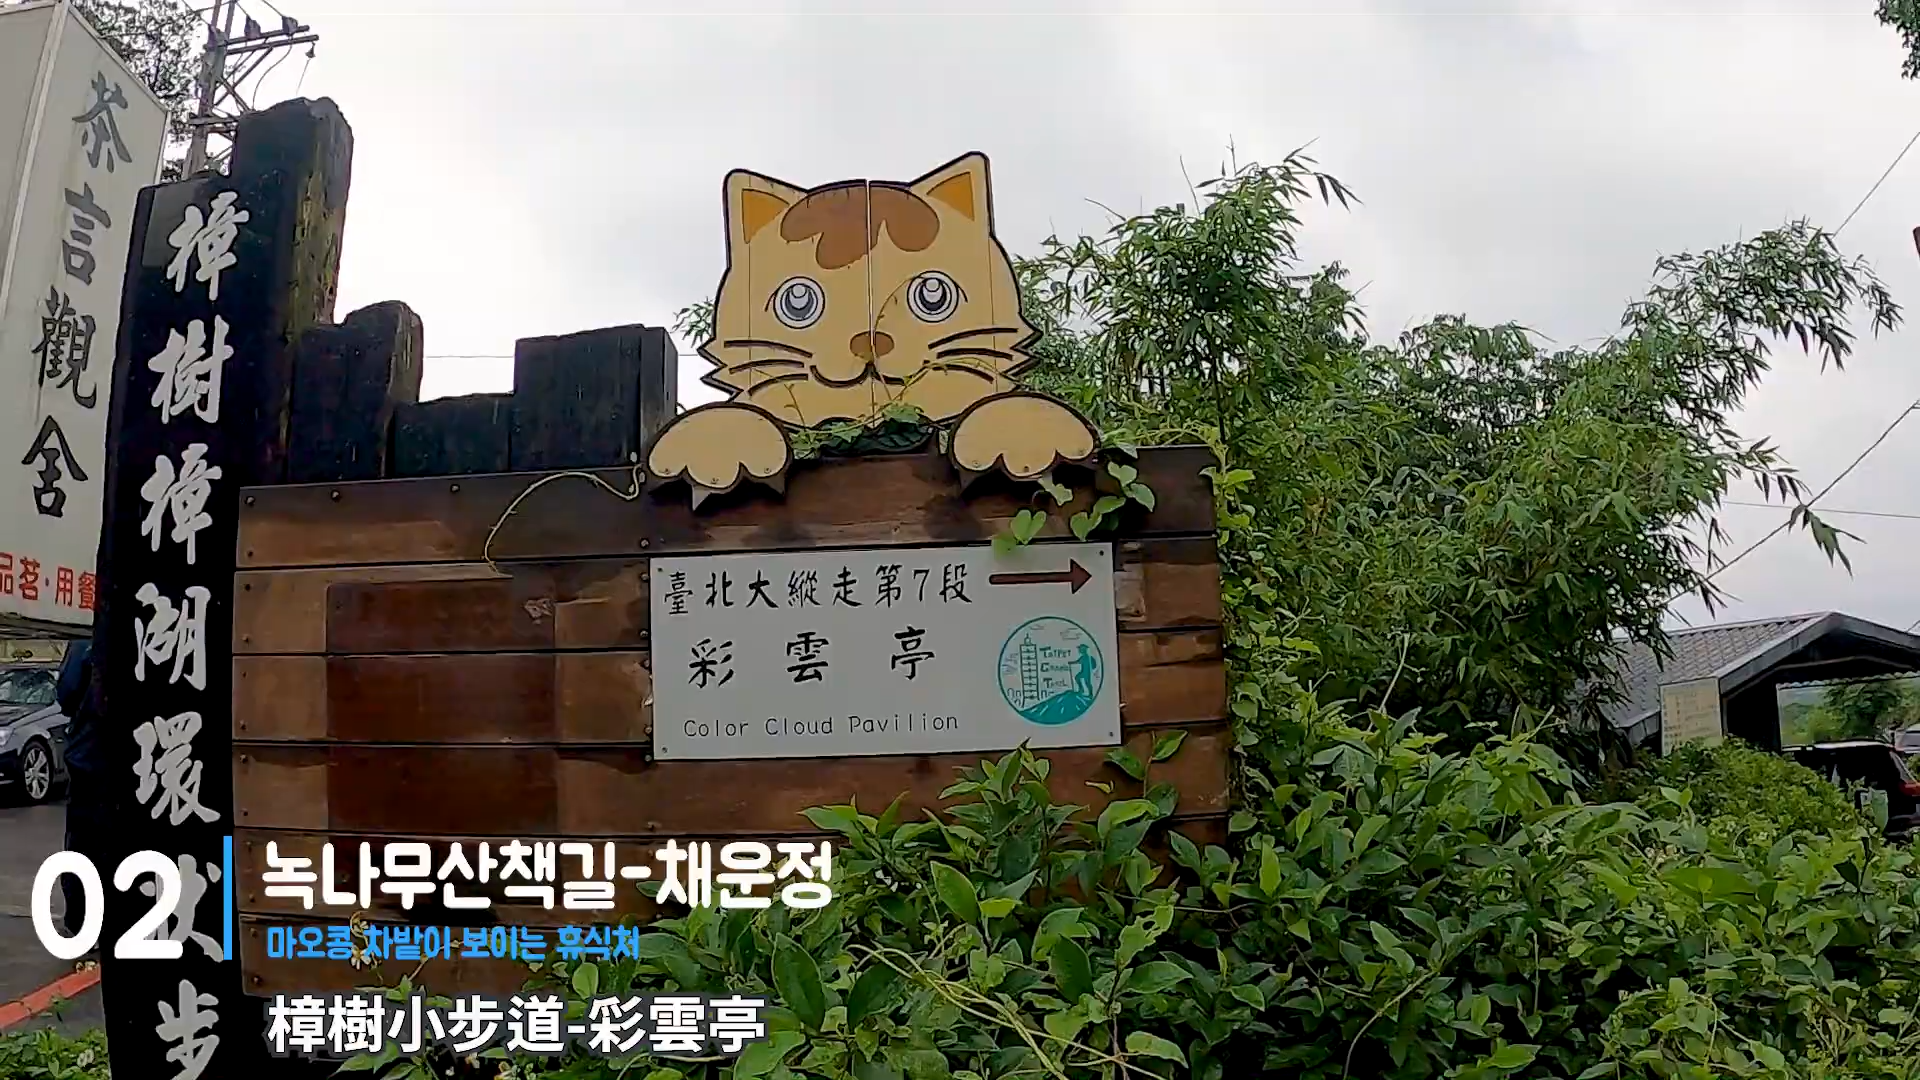 茶言觀舍
品茗·用餐
樟樹樟湖環狀步
臺北大縱走第7段
彩雲亭
Color Cloud Pavilion
TAIPEI
GRAND
TRAIL
02
녹나무산책길-채운정
마오콩 차밭이 보이는 휴식처
樟樹小步道-彩雲亭